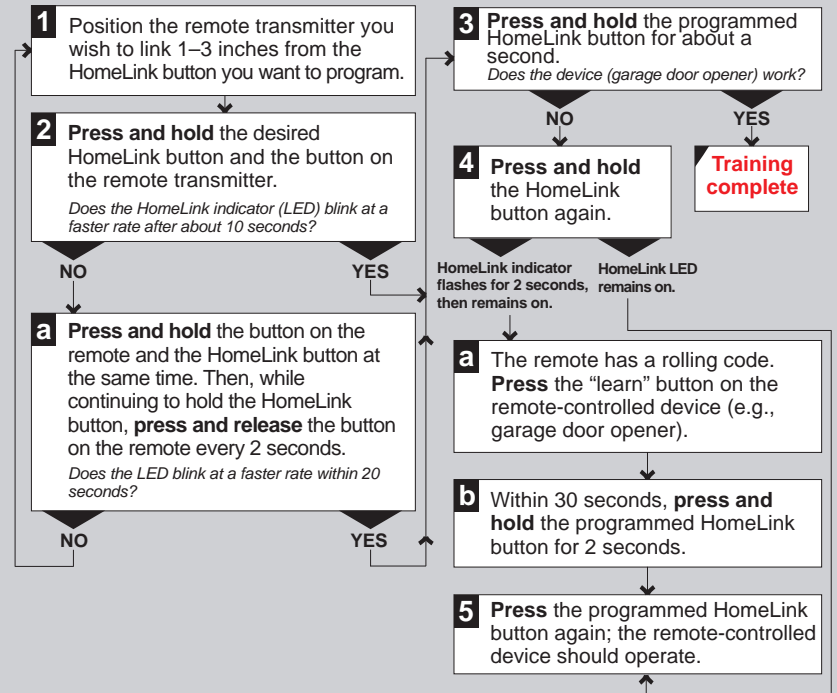 1
Position the remote transmitter you
wish to link 1–3 inches from the
HomeLink button you want to program.
2
Press and hold the desired
HomeLink button and the button on
the remote transmitter.
Does the HomeLink indicator (LED) blink at a
faster rate after about 10 seconds?
NO
YES
a
Press and hold the button on the
remote and the HomeLink button at
the same time. Then, while
continuing to hold the HomeLink
button, press and release the button
on the remote every 2 seconds.
Does the LED blink at a faster rate within 20
seconds?
NO
YES
3
Press and hold the programmed
HomeLink button for about a
second.
Does the device (garage door opener) work?
NO
YES
4
Press and hold
the HomeLink
button again.
Training
complete
HomeLink indicator
flashes for 2 seconds,
then remains on.
HomeLink LED
remains on.
a
The remote has a rolling code.
Press the “learn” button on the
remote-controlled device (e.g.,
garage door opener).
b
Within 30 seconds, press and
hold the programmed HomeLink
button for 2 seconds.
5
Press the programmed HomeLink
button again; the remote-controlled
device should operate.